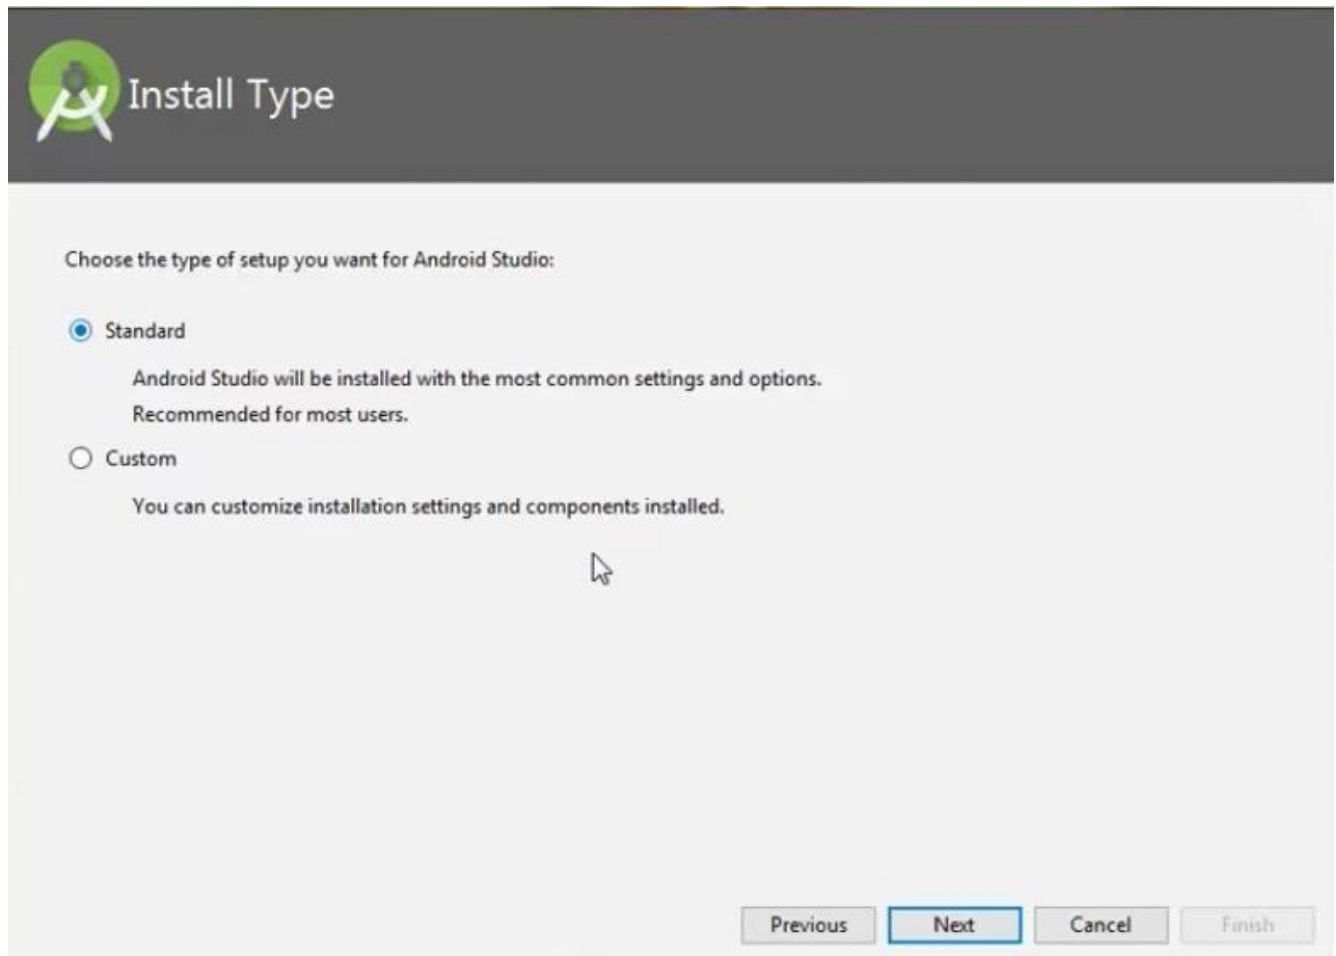 Install Type
Choose the type of setup you want for Android Studio:
Standard
Android Studio will be installed with the most common settings and options.
Recommended for most users.
Custom
You can customize installation settings and components installed.
Previous
Next
Cancel
Finish